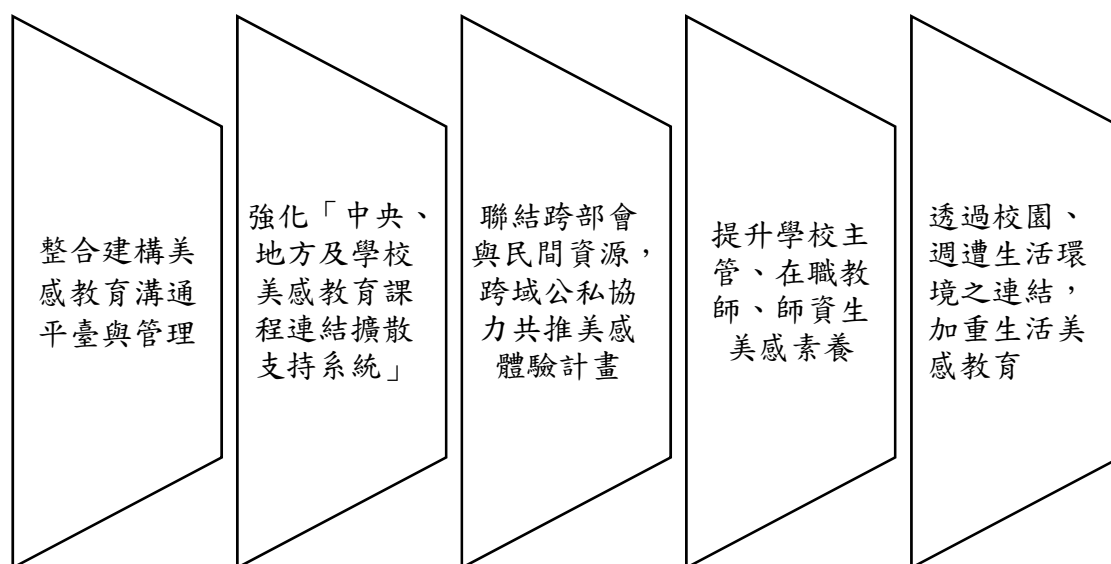 整合建構美
感教育溝通
平臺與管理
強化「中央、
地方及學校
美感教育課
程連結擴散
支持系統」
聯結跨部會
與民間資源，
跨域公私協
力共推美感
體驗計畫
提升學校主
管、在職教
師、師資生
美感素養
透過校園、
週遭生活環
境之連結，
加重生活美
感教育